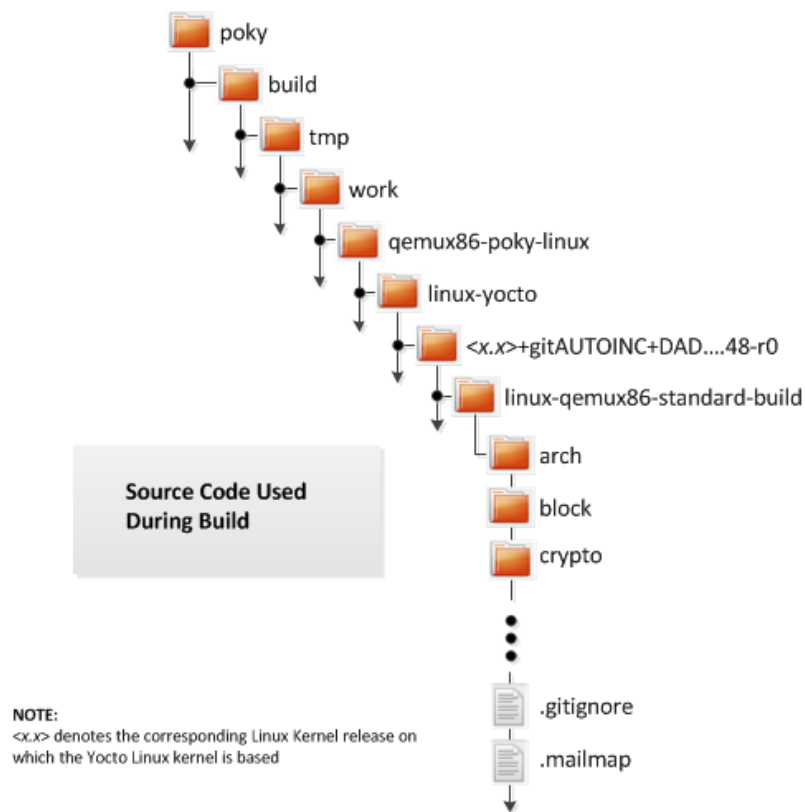 poky
build
tmp
work
qemux86-poky-linux
linux-yocto
<x.x>+gitAUTOINC+DAD....48-r0
linux-qemux86-standard-build
arch
block
crypto
Source Code Used
During Build
.gitignore
.mailmap
NOTE:
<x.x> denotes the corresponding Linux Kernel release on
which the Yocto Linux kernel is based